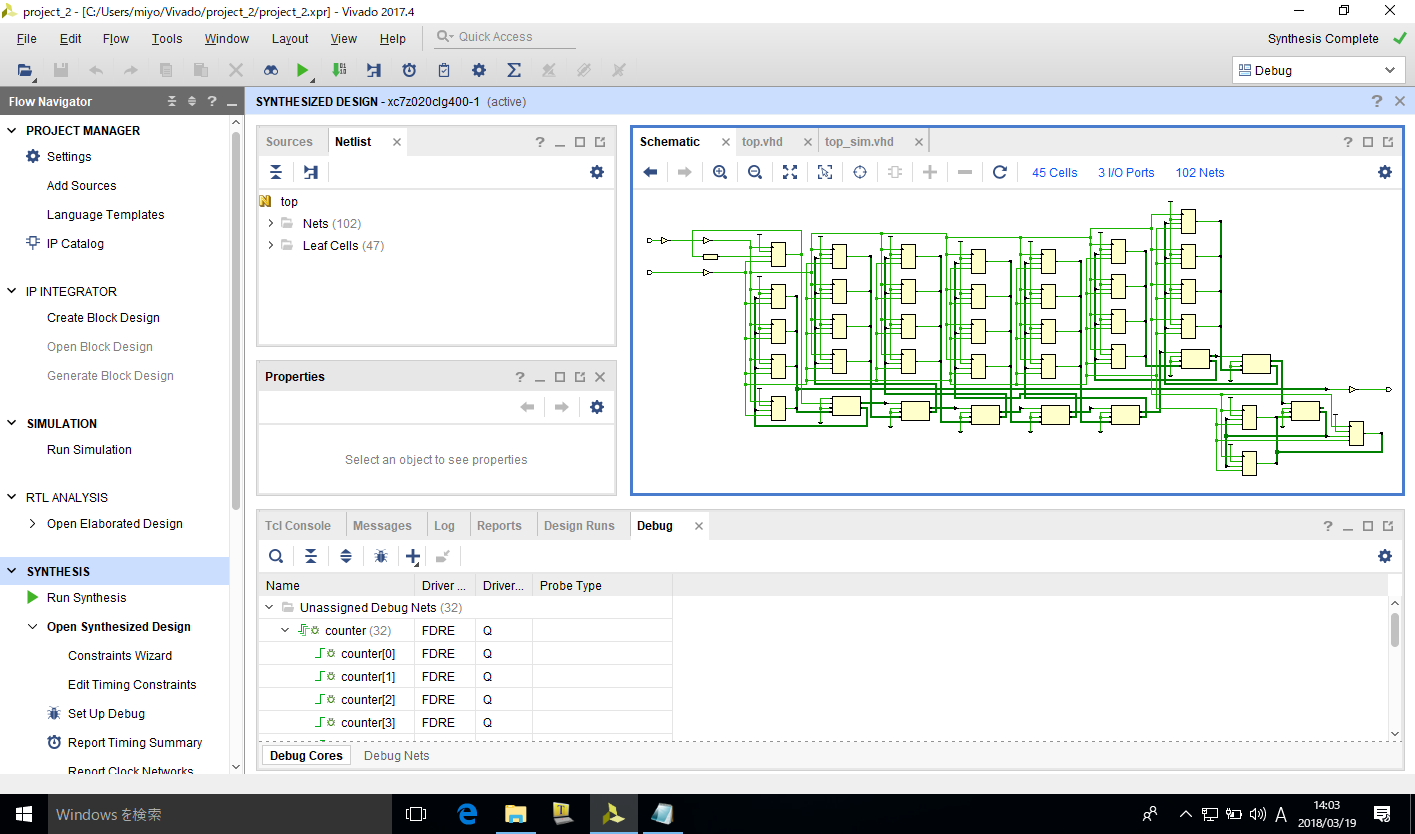 project_2 - [C:/Users/miyo/Vivado/project_2/project_2.xpr] - Vivado 2017.4
File Edit Flow Tools Window Layout View Help Quick Access Synthesis Complete
Debug
Flow Navigator
PROJECT MANAGER
Settings
Add Sources
Language Templates
IP Catalog
IP INTEGRATOR
Create Block Design
Open Block Design
Generate Block Design
SIMULATION
Run Simulation
RTL ANALYSIS
Open Elaborated Design
SYNTHESIS
Run Synthesis
Open Synthesized Design
Constraints Wizard
Edit Timing Constraints
Set Up Debug
Report Timing Summary
Report Clock Networks
SYNTHESIZED DESIGN - xc7z020clg400-1 (active)
Sources Netlist
top
Nets (102)
Leaf Cells (47)
Properties
Select an object to see properties
Schematic top.vhd top_sim.vhd
45 Cells 3 I/O Ports 102 Nets
Tcl Console Messages Log Reports Design Runs Debug
Name Driver ... Driver... Probe Type
Unassigned Debug Nets (32)
counter (32) FDRE Q
counter[0] FDRE Q
counter[1] FDRE Q
counter[2] FDRE Q
counter[3] FDRE Q
Debug Cores Debug Nets
Windows を検索
A
14:03
2018/03/19